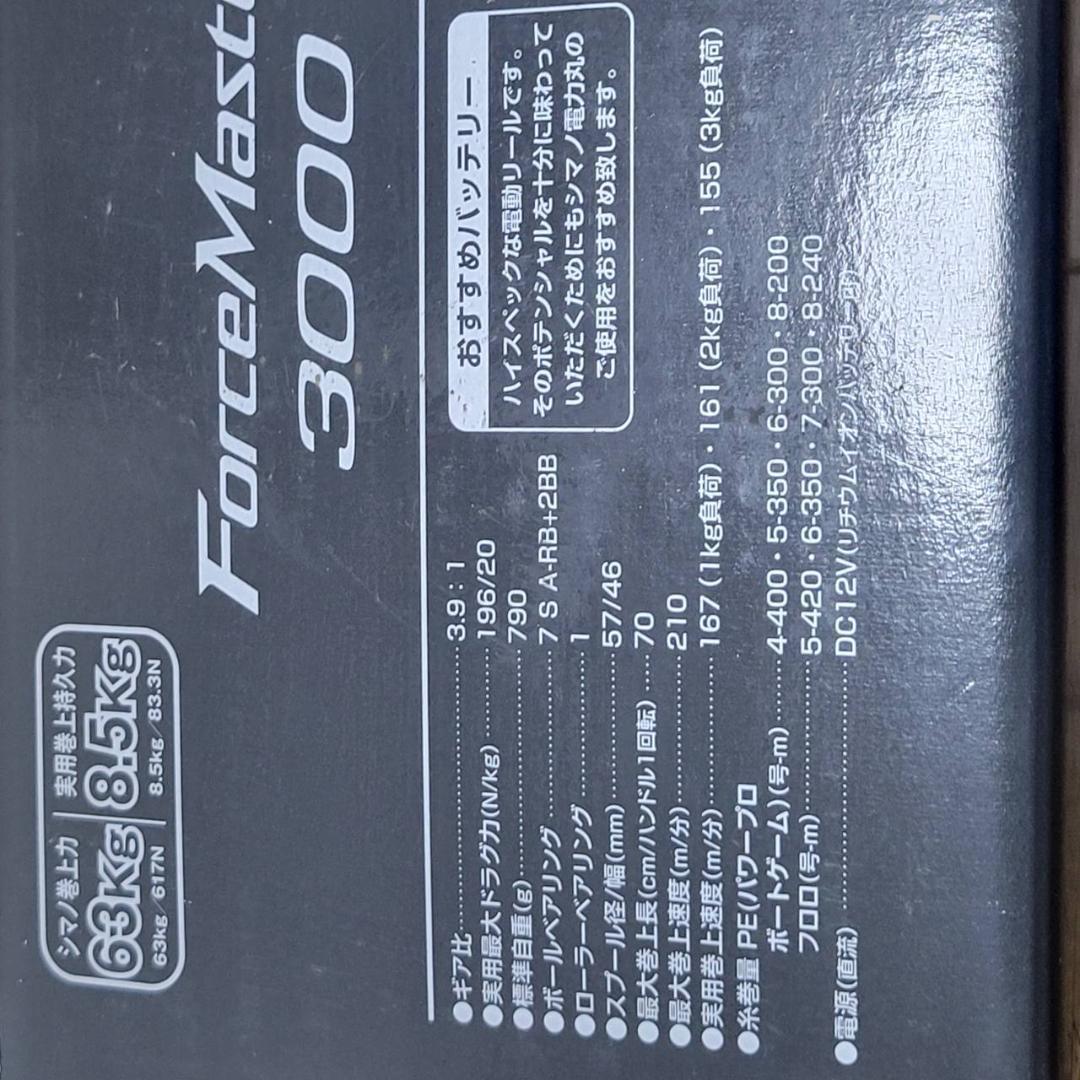 シマノ巻上力
63Kg
63kg/617N
実用巻上持久力
8.5Kg
8.5kg/83.3N
ForceMast
3000
●ギア比 3.9:1
●実用最大ドラグ力(N/kg) 196/20
●標準自重(g) 790
●ボールベアリング 7 S A-RB+2BB
●ローラーベアリング 1
●スプール径/幅(mm) 57/46
●最大巻上長(cm/ハンドル1回転) 70
●最大巻上速度(m/分) 210
●実用巻上速度(m/分) 167(1kg負荷)・161(2kg負荷)・155(3kg負荷)
●糸巻量 PE(パワープロ
ボートゲーム)(号-m) 4-400・5-350・6-300・8-200
フロロ(号-m) 5-420・6-350・7-300・8-240
●電源(直流) DC12V(リチウムイオンバッテリー可)
おすすめバッテリー
ハイスペックな電動リールです。
そのポテンシャルを十分に味わって
いただくためにもシマノ電力丸の
ご使用をおすすめ致します。